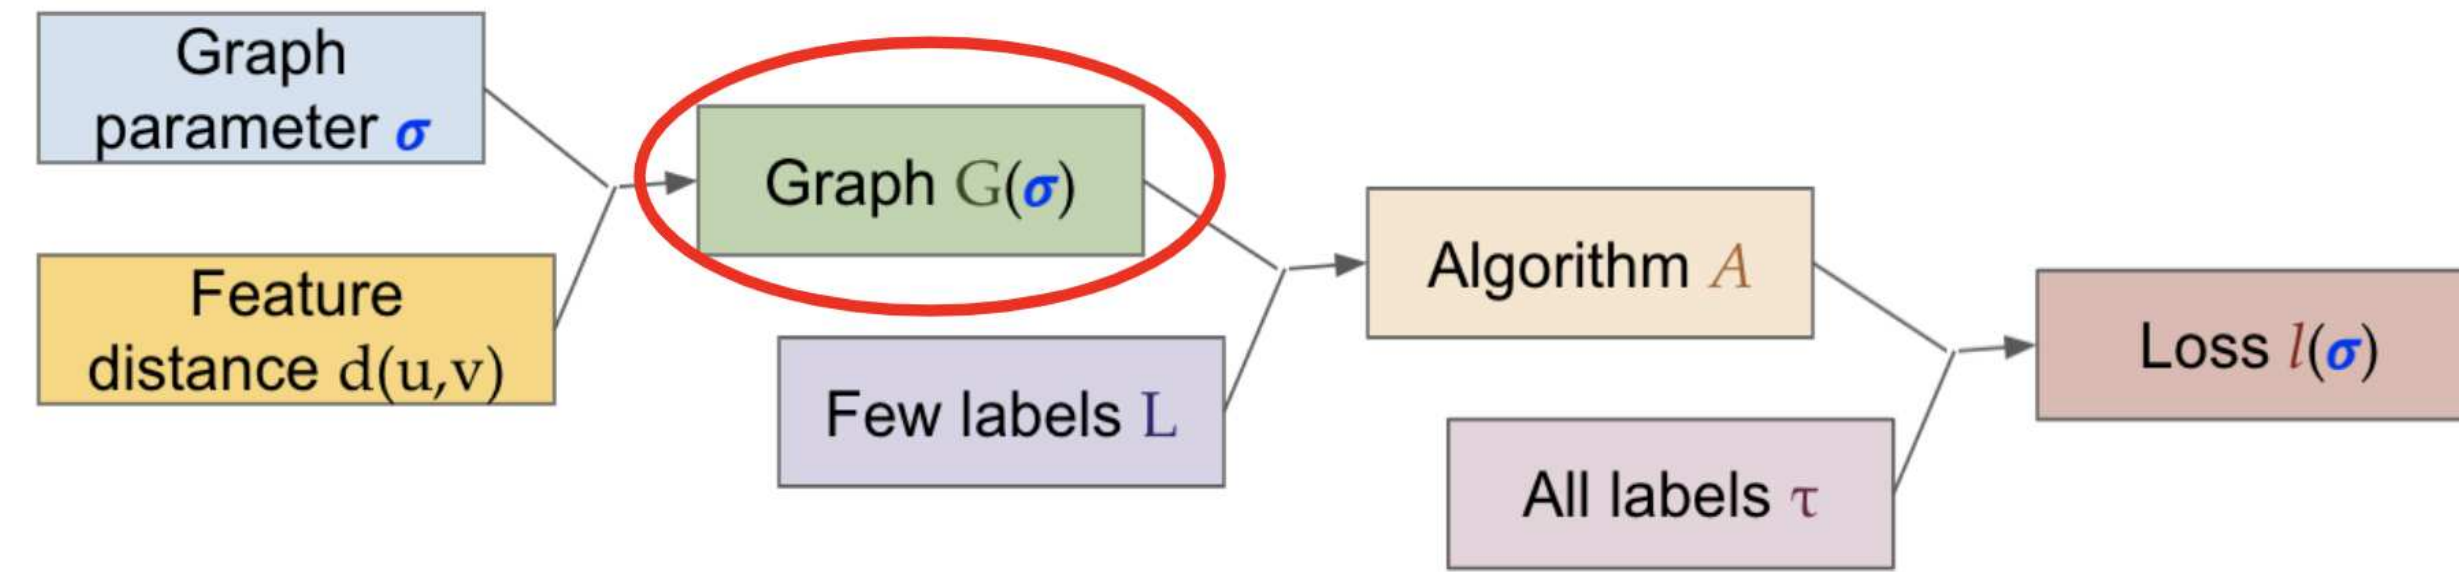 Graph
parameter σ
Feature
distance d(u,v)
Graph G(σ)
Few labels L
Algorithm A
All labels τ
Loss l(σ)